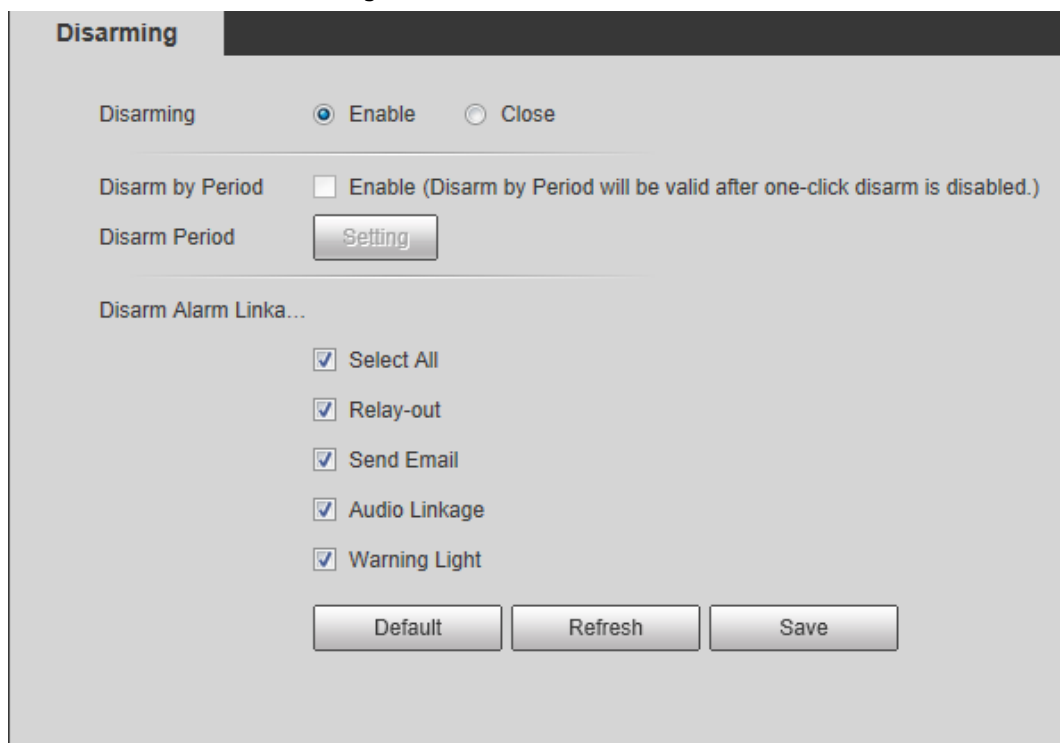 Disarming
Disarming Enable Close
Disarm by Period Enable (Disarm by Period will be valid after one-click disarm is disabled.)
Disarm Period Setting
Disarm Alarm Linka...
Select All
Relay-out
Send Email
Audio Linkage
Warning Light
Default Refresh Save